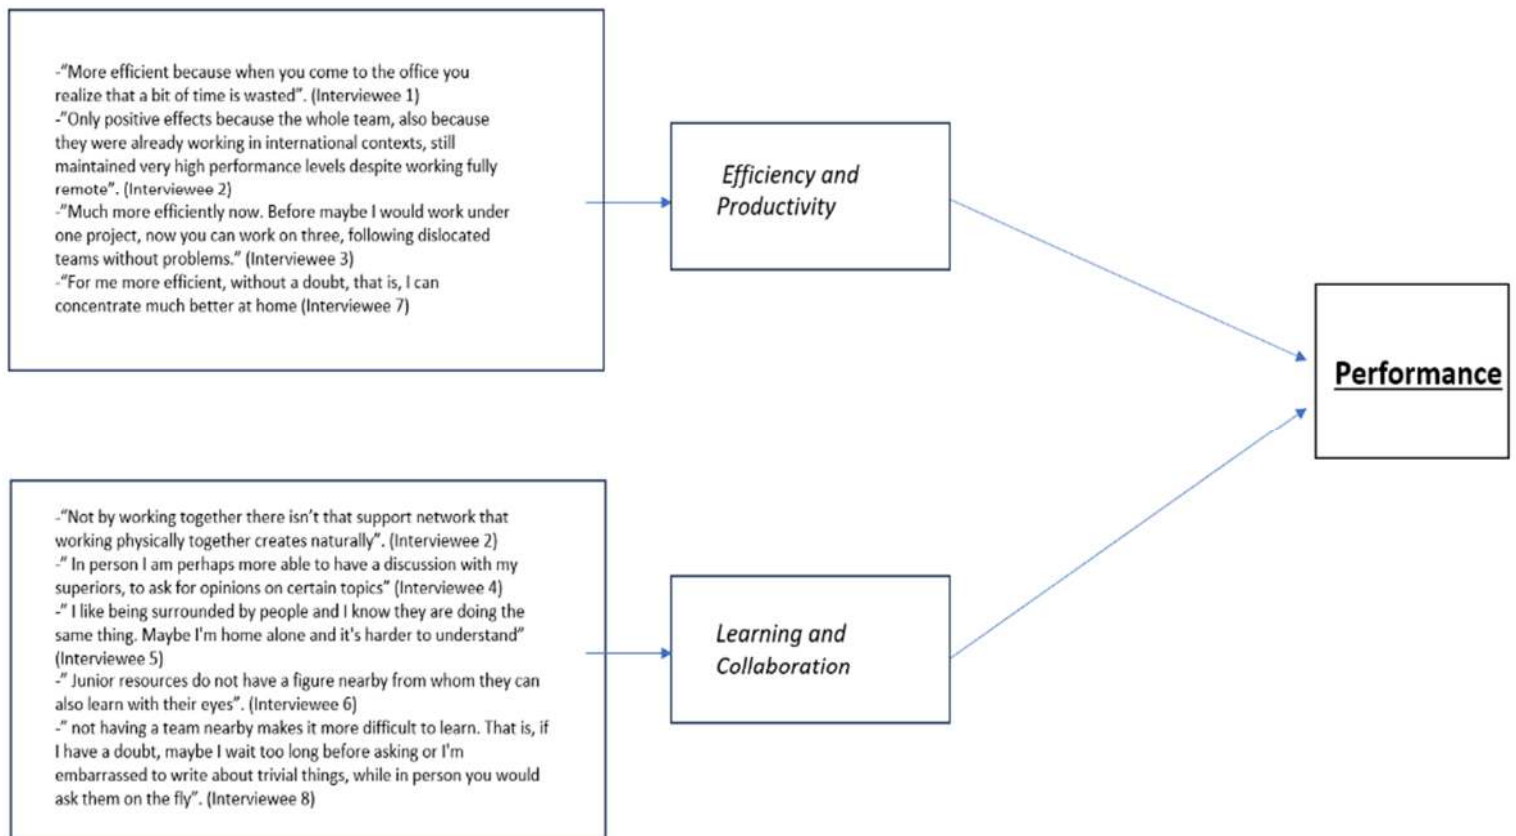 -"More efficient because when you come to the office you
realize that a bit of time is wasted". (Interviewee 1)
-"Only positive effects because the whole team, also because
they were already working in international contexts, still
maintained very high performance levels despite working fully
remote". (Interviewee 2)
-"Much more efficiently now. Before maybe I would work under
one project, now you can work on three, following dislocated
teams without problems." (Interviewee 3)
-"For me more efficient, without a doubt, that is, I can
concentrate much better at home (Interviewee 7)
Efficiency and
Productivity
Performance
-"Not by working together there isn't that support network that
working physically together creates naturally". (Interviewee 2)
-" In person I am perhaps more able to have a discussion with my
superiors, to ask for opinions on certain topics" (Interviewee 4)
-" I like being surrounded by people and I know they are doing the
same thing. Maybe I'm home alone and it's harder to understand"
(Interviewee 5)
-" Junior resources do not have a figure nearby from whom they can
also learn with their eyes". (Interviewee 6)
-" not having a team nearby makes it more difficult to learn. That is, if
I have a doubt, maybe I wait too long before asking or I'm
embarrassed to write about trivial things, while in person you would
ask them on the fly". (Interviewee 8)
Learning and
Collaboration